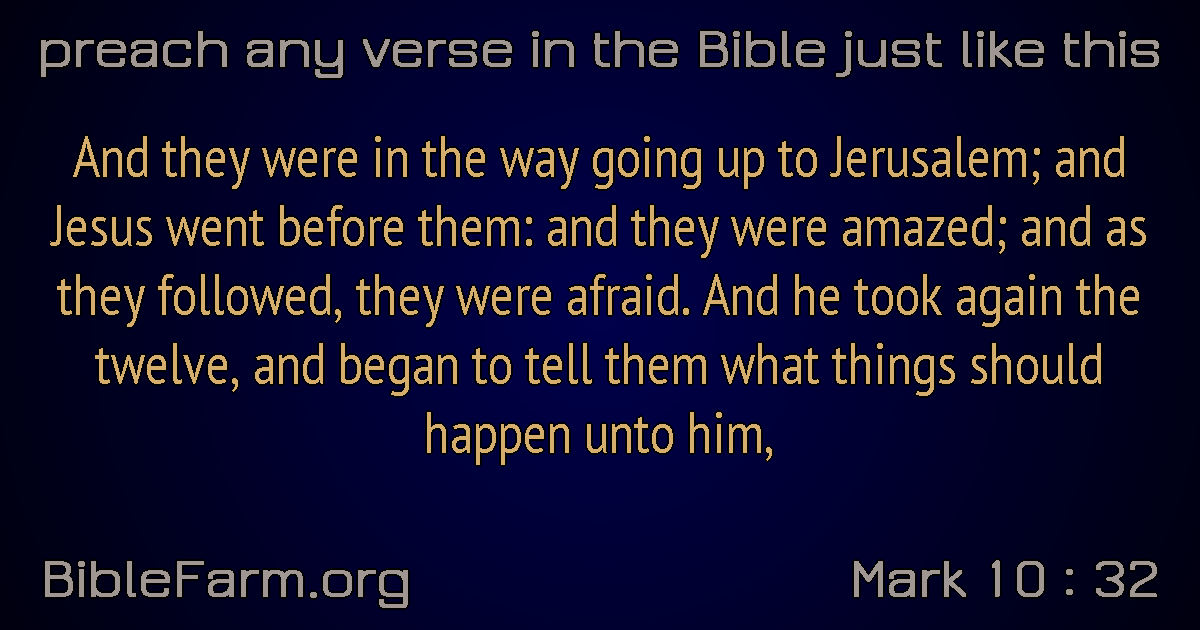 preach any verse in the Bible just like this
And they were in the way going up to Jerusalem; and
Jesus went before them: and they were amazed; and as
they followed, they were afraid. And he took again the
twelve, and began to tell them what things should
happen unto him,
BibleFarm.org
Mark 10 : 32